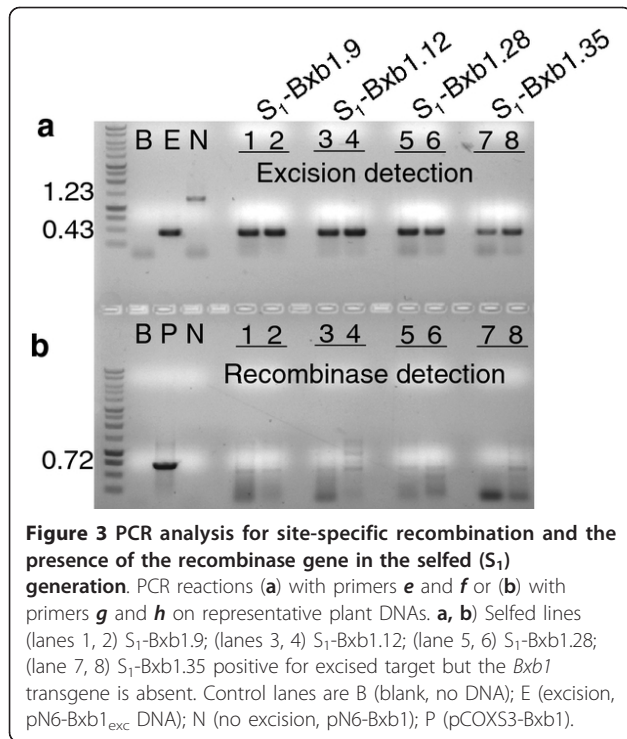 S₁-Bxb1.9 S₁-Bxb1.12 S₁-Bxb1.28 S₁-Bxb1.35
a
B E N 1 2 3 4 5 6 7 8
Excision detection
1.23
0.43
b
B P N 1 2 3 4 5 6 7 8
Recombinase detection
0.72
Figure 3 PCR analysis for site-specific recombination and the
presence of the recombinase gene in the selfed (S₁)
generation. PCR reactions (a) with primers e and f or (b) with
primers g and h on representative plant DNAs. a, b) Selfed lines
(lanes 1, 2) S₁-Bxb1.9; (lanes 3, 4) S₁-Bxb1.12; (lane 5, 6) S₁-Bxb1.28;
(lane 7, 8) S₁-Bxb1.35 positive for excised target but the Bxb1
transgene is absent. Control lanes are B (blank, no DNA); E (excision,
pN6-Bxb1exc DNA); N (no excision, pN6-Bxb1); P (pCOXS3-Bxb1).